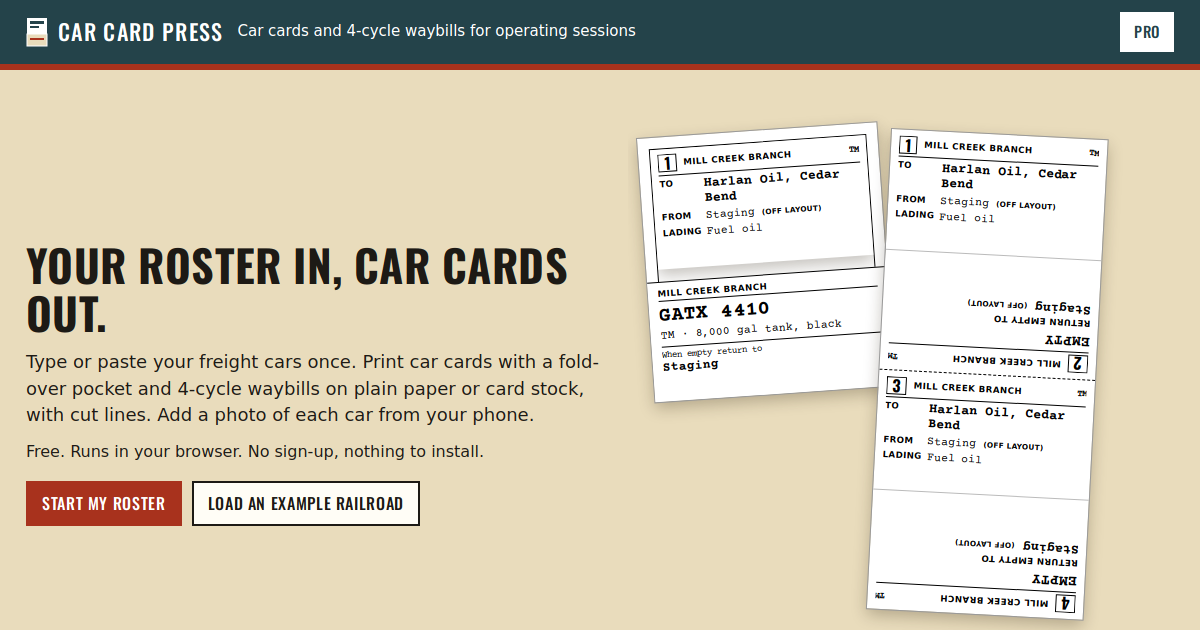 CAR CARD PRESS
Car cards and 4-cycle waybills for operating sessions
PRO
YOUR ROSTER IN, CAR CARDS
OUT.
Type or paste your freight cars once. Print car cards with a fold-
over pocket and 4-cycle waybills on plain paper or card stock,
with cut lines. Add a photo of each car from your phone.
Free. Runs in your browser. No sign-up, nothing to install.
START MY ROSTER
LOAD AN EXAMPLE RAILROAD
1 MILL CREEK BRANCH TM
TO Harlan Oil, Cedar
Bend
FROM Staging (OFF LAYOUT)
LADING Fuel oil
MILL CREEK BRANCH
GATX 4410
TM · 8,000 gal tank, black
When empty return to
Staging
1 MILL CREEK BRANCH TM
TO Harlan Oil, Cedar
Bend
FROM Staging (OFF LAYOUT)
LADING Fuel oil
2 MILL CREEK BRANCH TM
EMPTY
RETURN EMPTY TO
Staging (OFF LAYOUT)
3 MILL CREEK BRANCH TM
TO Harlan Oil, Cedar
Bend
FROM Staging (OFF LAYOUT)
LADING Fuel oil
4 MILL CREEK BRANCH TM
EMPTY
RETURN EMPTY TO
Staging (OFF LAYOUT)